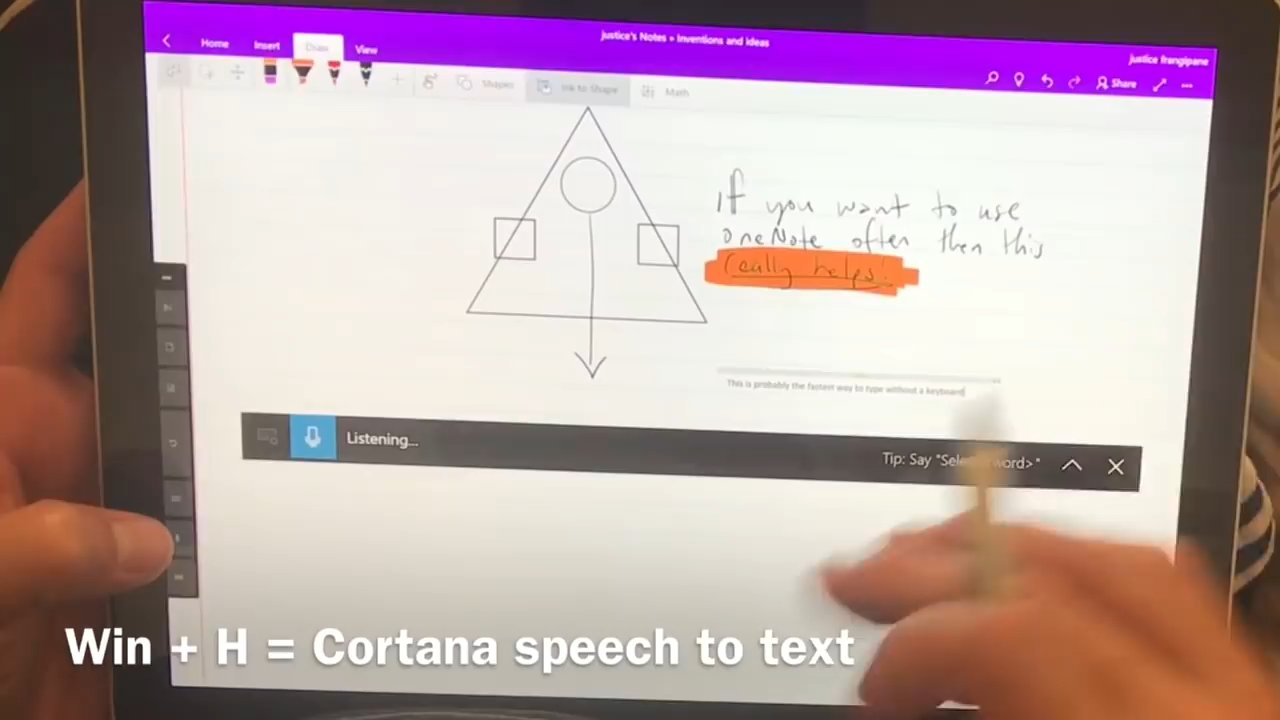 Justice's Notes » Inventions and ideas
Justice frangipane
Home Insert Draw View
Share
Shapes Ink to Shape Math
If you want to use
oneNote often then this
really helps!
This is probably the fastest way to type without a keyboard
Listening...
Tip: Say "Select word>"
Win + H = Cortana speech to text